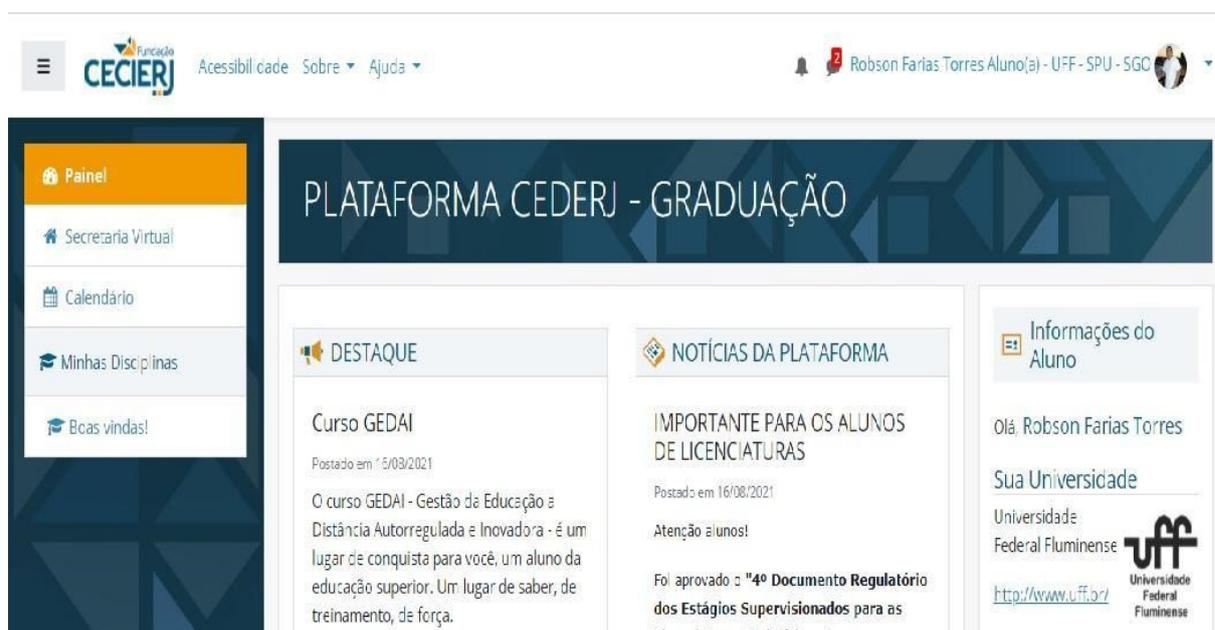 Fundação
CECIERJ
Acessibilidade Sobre Ajuda
2
Robson Farias Torres Aluno(a) - UFF - SPU - SGO
Painel
Secretaria Virtual
Calendário
Minhas Disciplinas
Boas vindas!
PLATAFORMA CEDERJ - GRADUAÇÃO
DESTAQUE
Curso GEDAI
Postado em 16/08/2021
O curso GEDAI - Gestão da Educação a
Distância Autorregulada e Inovadora - é um
lugar de conquista para você, um aluno da
educação superior. Um lugar de saber, de
treinamento, de força.
NOTÍCIAS DA PLATAFORMA
IMPORTANTE PARA OS ALUNOS
DE LICENCIATURAS
Postado em 16/08/2021
Atenção alunos!
Foi aprovado o "4º Documento Regulatório
dos Estágios Supervisionados para as
Informações do
Aluno
Olá, Robson Farias Torres
Sua Universidade
Universidade
Federal Fluminense
http://www.uff.br/
uff
Universidade
Federal
Fluminense